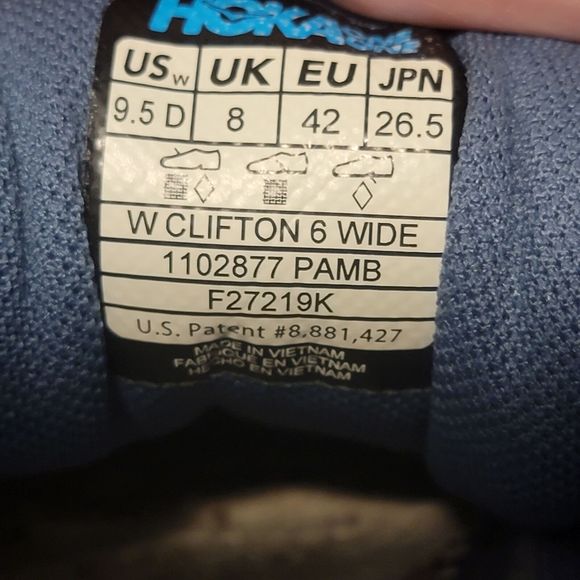 HOKA
USW UK EU JPN
9.5 D 8 42 26.5
W CLIFTON 6 WIDE
1102877 PAMB
F27219K
U.S. Patent #8,881,427
MADE IN VIETNAM
FABRIQUE EN VIETNAM
HECHO EN VIETNAM